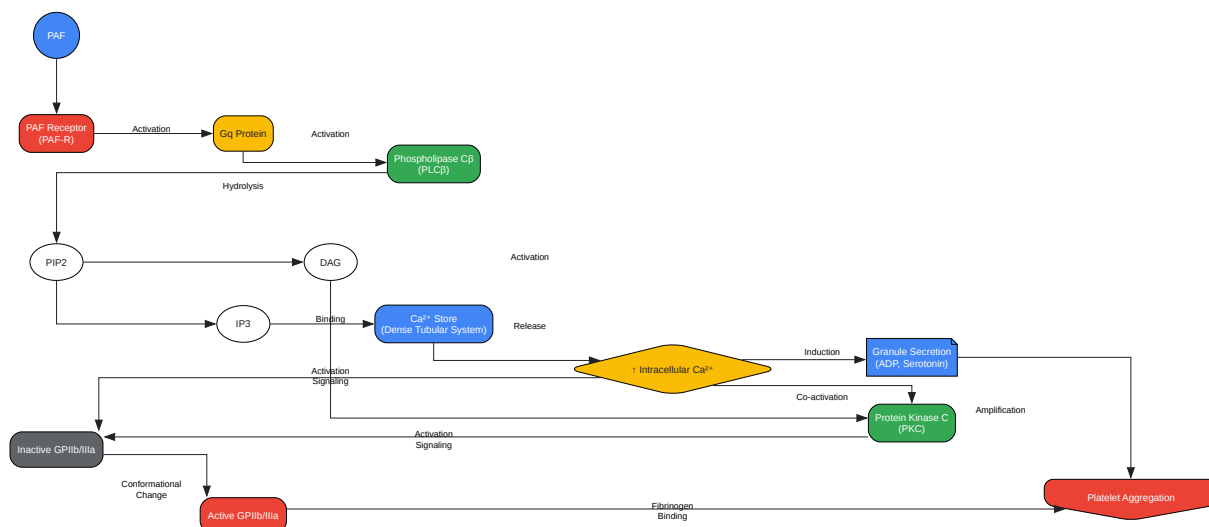 PAF
PAF Receptor
(PAF-R)
Activation
Gq Protein
Activation
Phospholipase Cβ
(PLCβ)
Hydrolysis
PIP2
DAG
Activation
IP3
Binding
Ca²⁺ Store
(Dense Tubular System)
Release
↑ Intracellular Ca²⁺
Induction
Granule Secretion
(ADP, Serotonin)
Activation
Signaling
Co-activation
Protein Kinase C
(PKC)
Amplification
Inactive GPIIb/IIIa
Activation
Signaling
Conformational
Change
Active GPIIb/IIIa
Fibrinogen
Binding
Platelet Aggregation